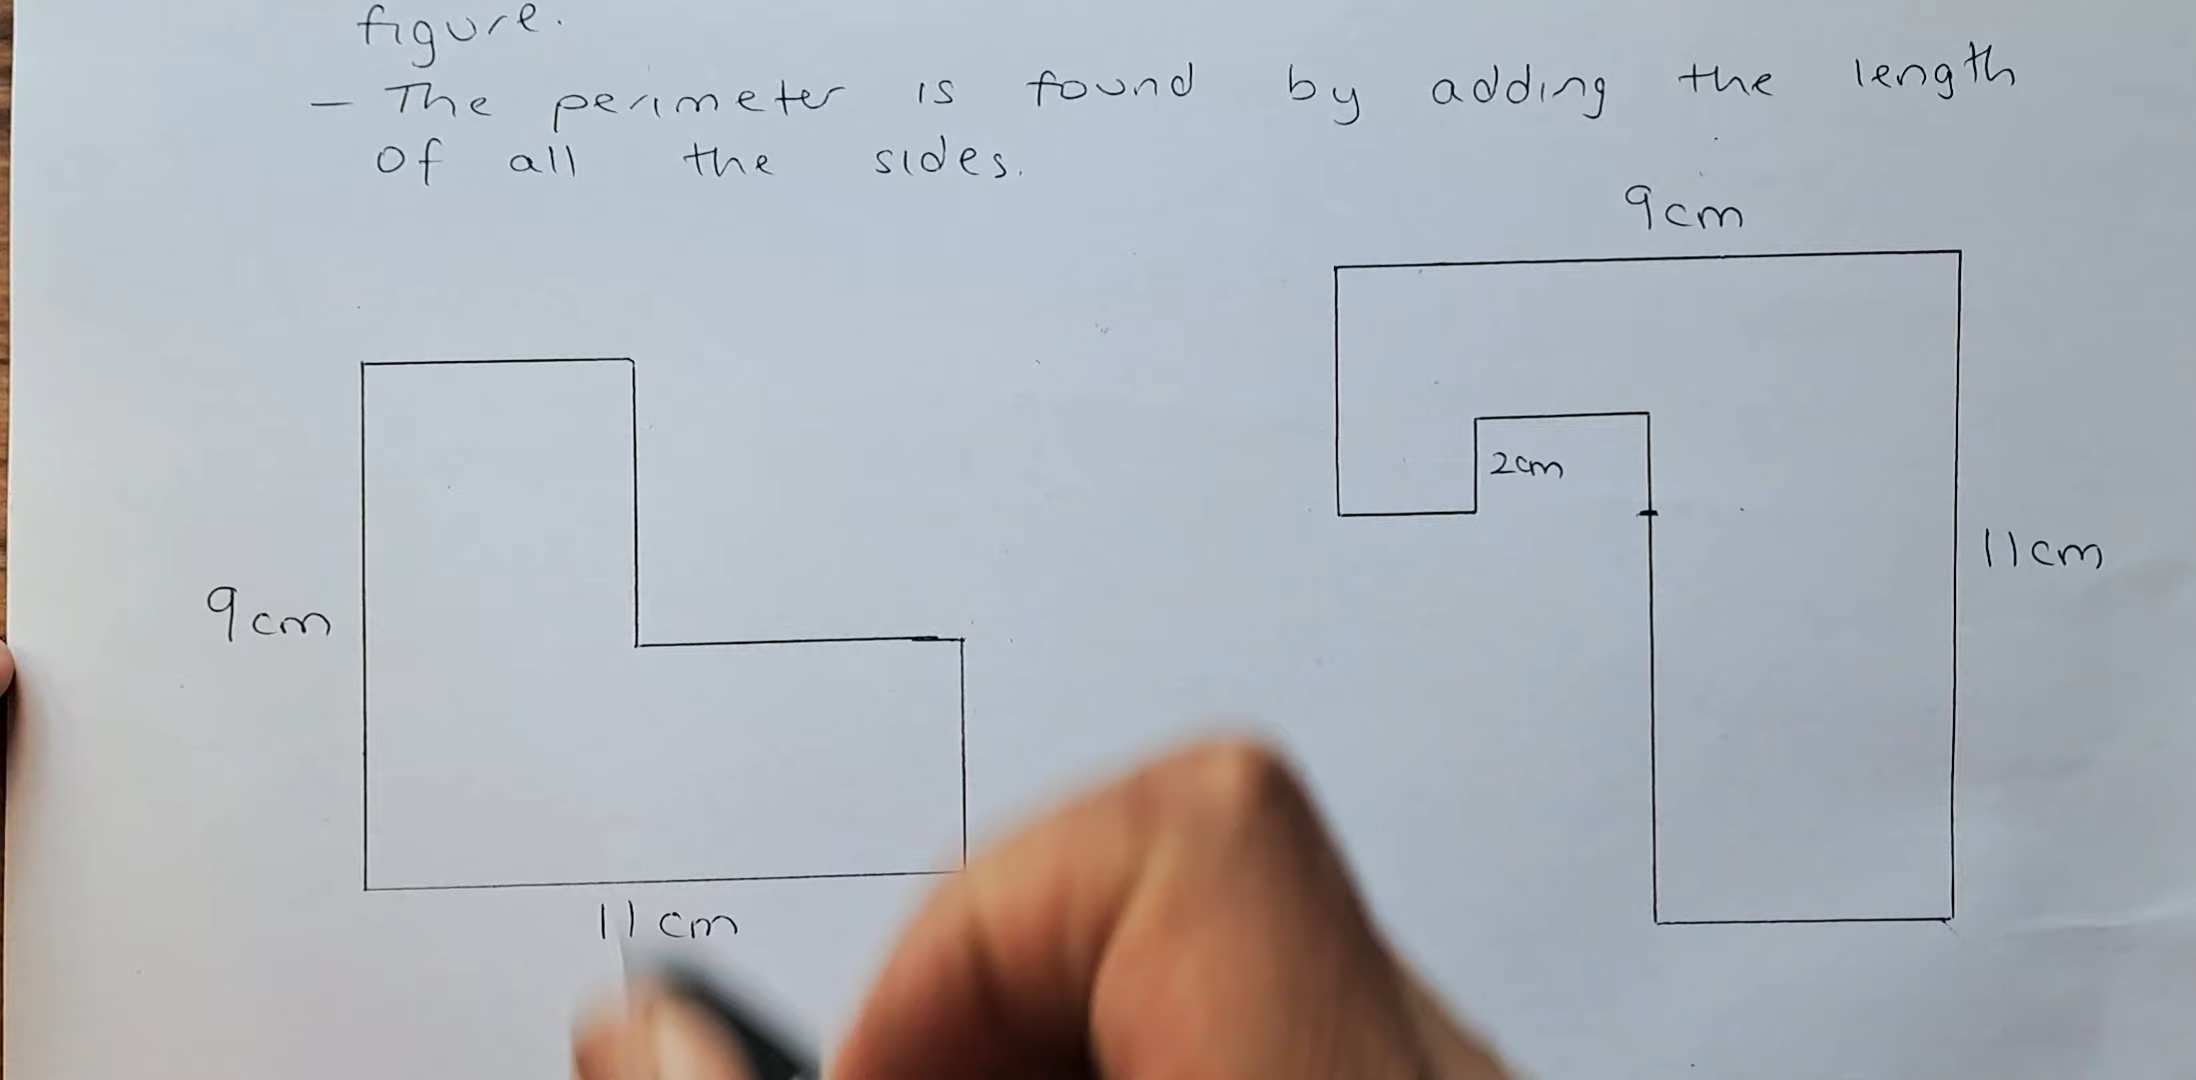 figure.
- The perimeter is found by adding the length
of all the sides.
9cm
2cm
11cm
9cm
11cm